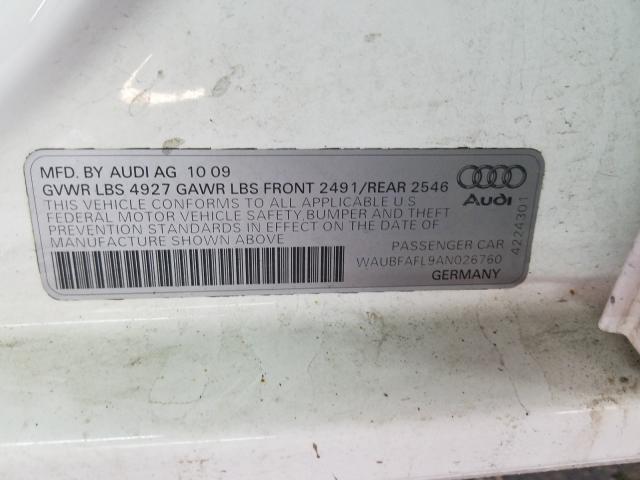 MFD. BY AUDI AG 10 09
GVWR LBS 4927 GAWR LBS FRONT 2491/REAR 2546
THIS VEHICLE CONFORMS TO ALL APPLICABLE U S
FEDERAL MOTOR VEHICLE SAFETY, BUMPER AND THEFT
PREVENTION STANDARDS IN EFFECT ON THE DATE OF
MANUFACTURE SHOWN ABOVE
PASSENGER CAR
WAUBFAFL9AN026760
GERMANY
Audi
4224301